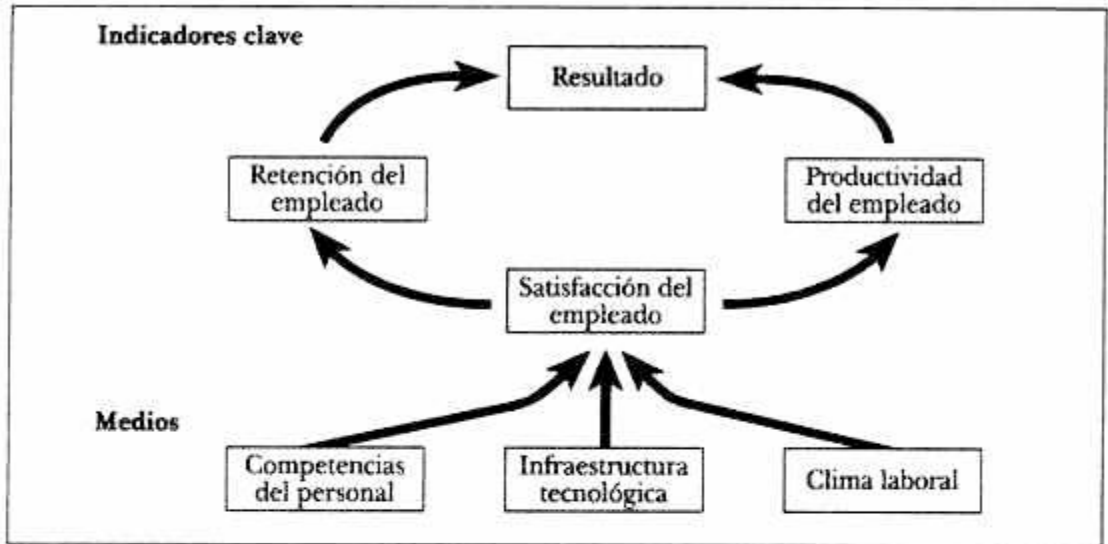 Indicadores clave
Resultado
Retención del
empleado
Productividad
del empleado
Satisfacción del
empleado
Medios
Competencias
del personal
Infraestructura
tecnológica
Clima laboral